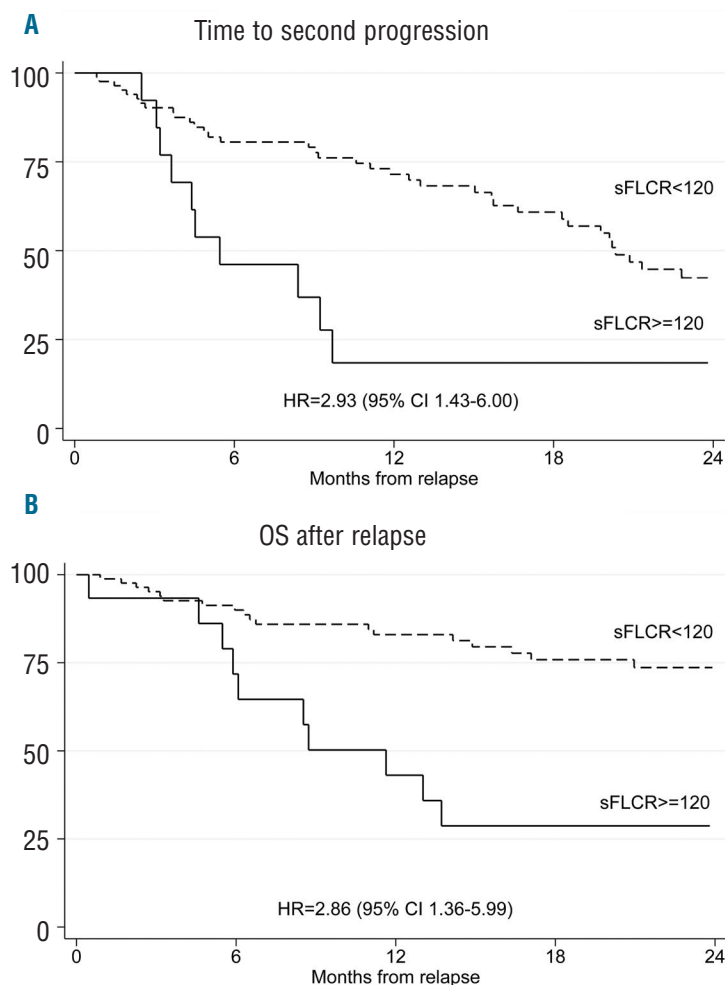 A
Time to second progression
100
75
sFLCR<120
50
sFLCR>=120
25
HR=2.93 (95% CI 1.43-6.00)
0
0 6 12 18 24
Months from relapse
B
OS after relapse
100
sFLCR<120
75
50
sFLCR>=120
25
HR=2.86 (95% CI 1.36-5.99)
0
0 6 12 18 24
Months from relapse